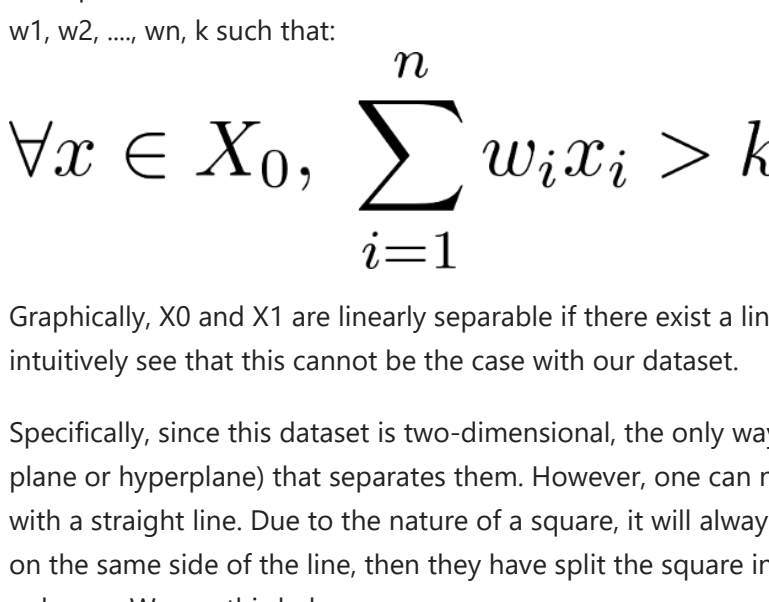 w1, w2, ...., wn, k such that:
∀x ∈ X₀, ∑ᵢ₌₁ⁿ wᵢxᵢ > k
Graphically, X0 and X1 are linearly separable if there exist a lin
intuitively see that this cannot be the case with our dataset.
Specifically, since this dataset is two-dimensional, the only way
plane or hyperplane) that separates them. However, one can n
with a straight line. Due to the nature of a square, it will alway
on the same side of the line, then they have split the square in